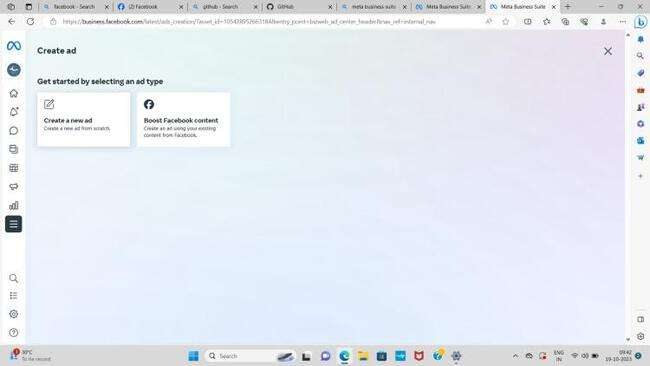 facebook - Search
(2) Facebook
github - Search
GitHub
meta business suite
Meta Business Suite
Meta Business Suite
https://business.facebook.com/latest/ads_creation/?asset_id=105408952663184&entry_point=bizweb_ad_center_header&nav_ref=internal_nav
Create ad
Get started by selecting an ad type
Create a new ad
Create a new ad from scratch.
Boost Facebook content
Create an ad using your existing
content from Facebook.
30°C
Search
ENG
IN
09:42
19-10-2023